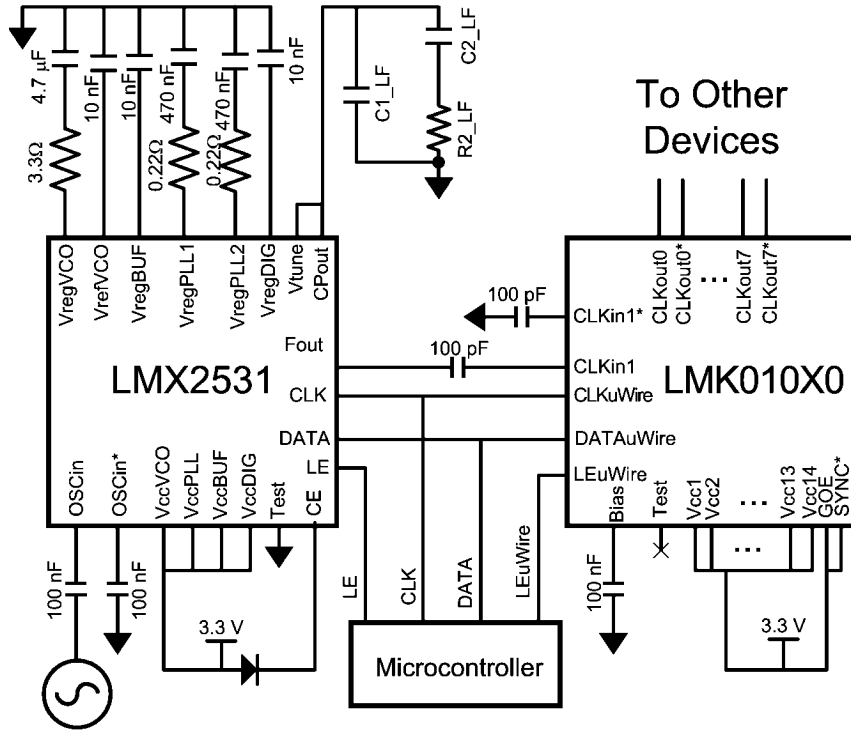 4.7 µF
10 nF
10 nF
470 nF
470 nF
10 nF
3.3Ω
0.22Ω
0.22Ω
C1_LF
C2_LF
R2_LF
To Other
Devices
VregVCO
VrefVCO
VregBUF
VregPLL1
VregPLL2
VregDIG
Vtune
CPout
CLKout0
CLKout0*
...
CLKout7
CLKout7*
100 pF
CLKin1*
Fout
100 pF
CLKin1
LMX2531
LMK010X0
CLK
CLKuWire
DATA
DATAuWire
LE
LEuWire
OSCin
OSCin*
VccVCO
VccPLL
VccBUF
VccDIG
Test
CE
Bias
Test
Vcc1
Vcc2
...
Vcc13
Vcc14
GOE
SYNC*
...
100 nF
100 nF
LE
CLK
DATA
LEuWire
100 nF
3.3 V
3.3 V
Microcontroller